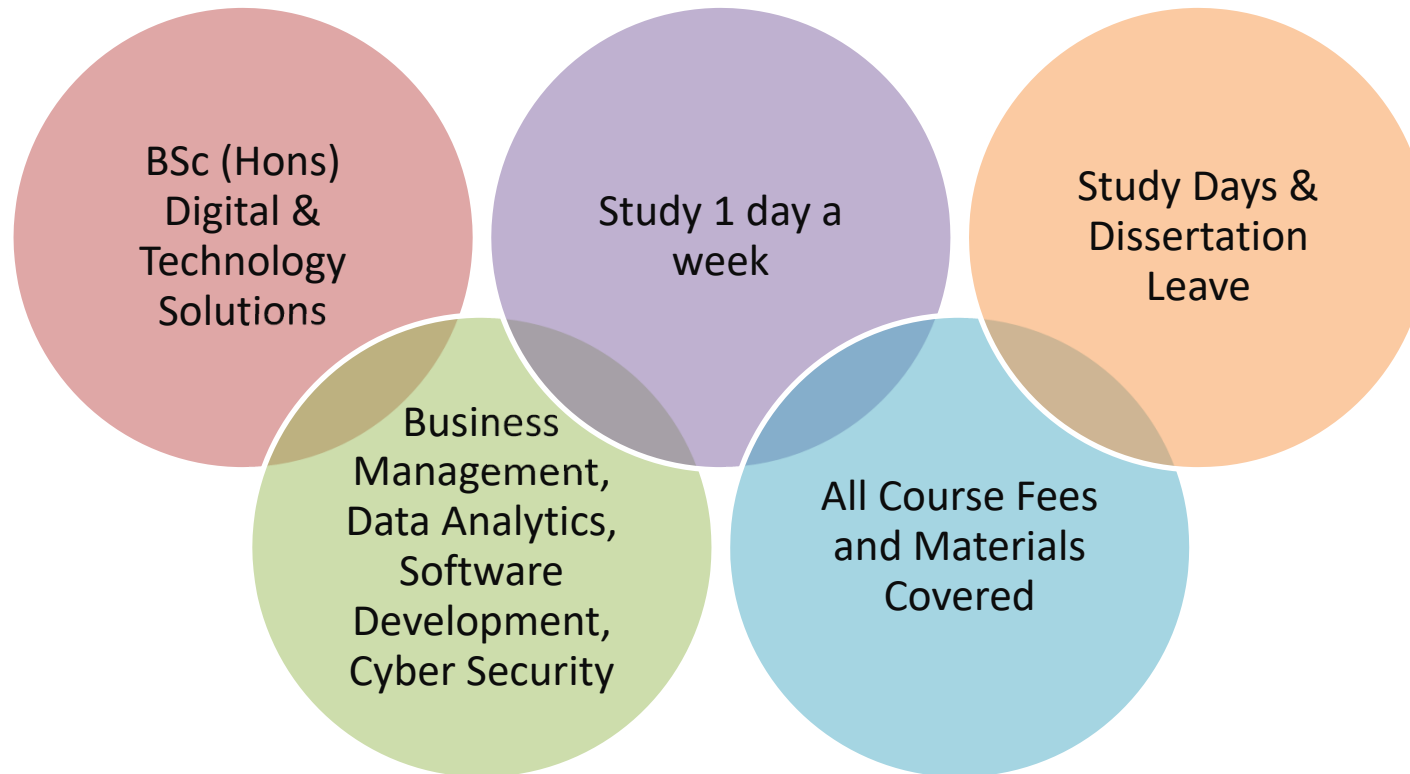 BSc (Hons)
Digital &
Technology
Solutions
Business
Management,
Data Analytics,
Software
Development,
Cyber Security
Study 1 day a
week
All Course Fees
and Materials
Covered
Study Days &
Dissertation
Leave